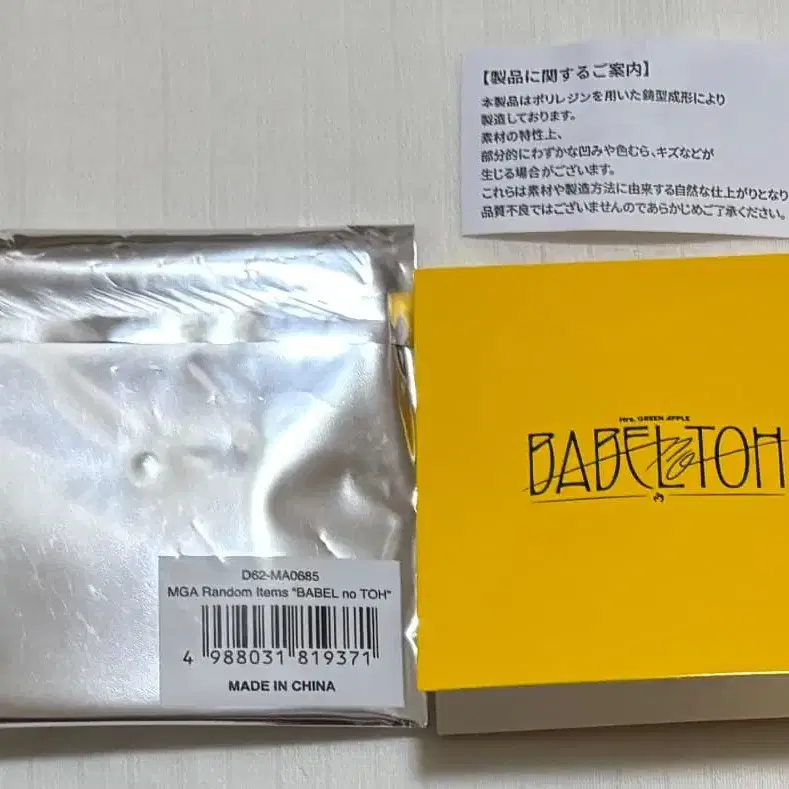 【製品に関するご案内】
本製品はポリレジンを用いた鋳型成形により
製造しております。
素材の特性上、
部分的にわずかな凹みや色むら、キズなどが
生じる場合がございます。
これらは素材や製造方法に由来する自然な仕上がりとなり
品質不良ではございませんのであらかじめご了承ください。
Mrs. GREEN APPLE
BABEL no TOH
D62-MA0685
MGA Random Items "BABEL no TOH"
4 988031 819371
MADE IN CHINA